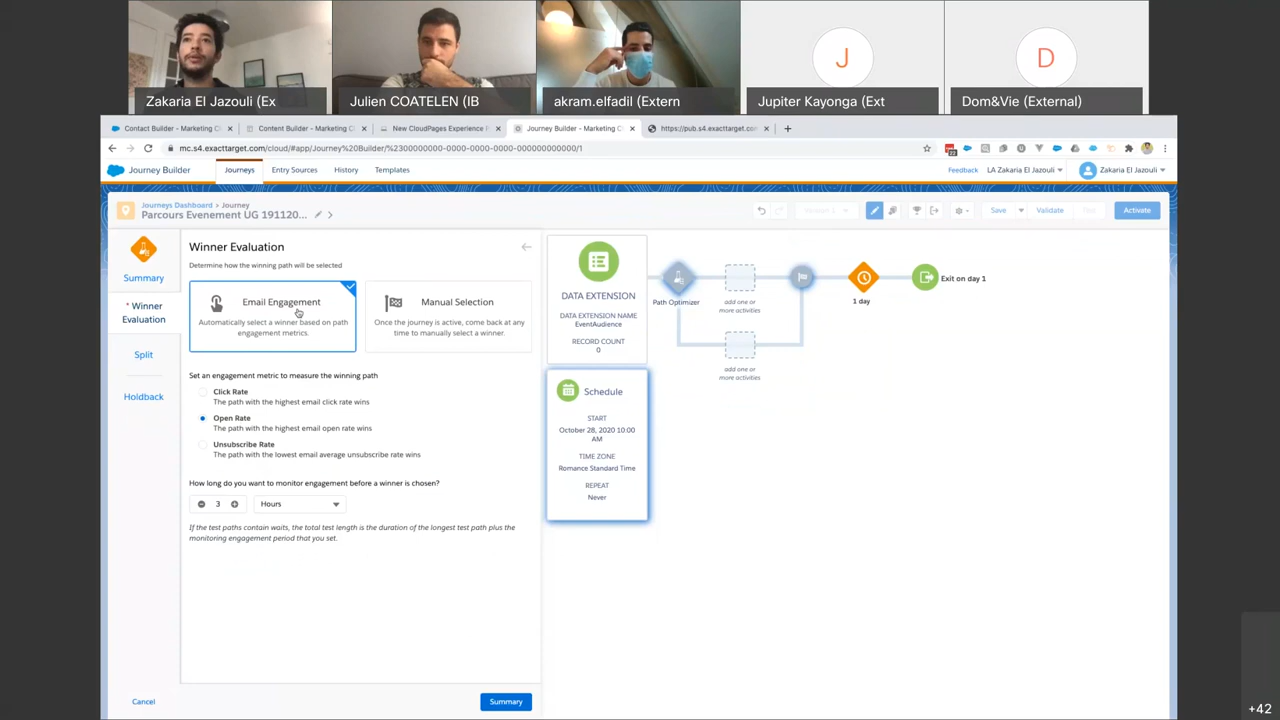 Zakaria El Jazouli (Ex
Julien COATELEN (IB
akram.elfadil (Extern
J
Jupiter Kayonga (Ext
D
Dom&Vie (External)
Contact Builder - Marketing C
Content Builder - Marketing C
New CloudPages Experience F
Journey Builder - Marketing C
https://pub.s4.exacttarget.com
mc.s4.exacttarget.com/cloud/#app/Journey%20Builder/%2300000000-0000-0000-0000-000000000000/1
Journey Builder
Journeys
Entry Sources
History
Templates
Feedback
LA Zakaria El Jazouli
Zakaria El Jazouli
Journeys Dashboard > Journey
Parcours Evenement UG 191120...
Version 1
Save
Validate
Test
Activate
Summary
* Winner
Evaluation
Split
Holdback
Winner Evaluation
Determine how the winning path will be selected
Email Engagement
Automatically select a winner based on path
engagement metrics.
Manual Selection
Once the journey is active, come back at any
time to manually select a winner.
Set an engagement metric to measure the winning path
Click Rate
The path with the highest email click rate wins
Open Rate
The path with the highest email open rate wins
Unsubscribe Rate
The path with the lowest email average unsubscribe rate wins
How long do you want to monitor engagement before a winner is chosen?
3
Hours
If the test paths contain waits, the total test length is the duration of the longest test path plus the
monitoring engagement period that you set.
Cancel
Summary
DATA EXTENSION
DATA EXTENSION NAME
EventAudience
RECORD COUNT
0
Schedule
START
October 28, 2020 10:00
AM
TIME ZONE
Romance Standard Time
REPEAT
Never
Path Optimizer
add one or
more activities
add one or
more activities
1 day
Exit on day 1
+42